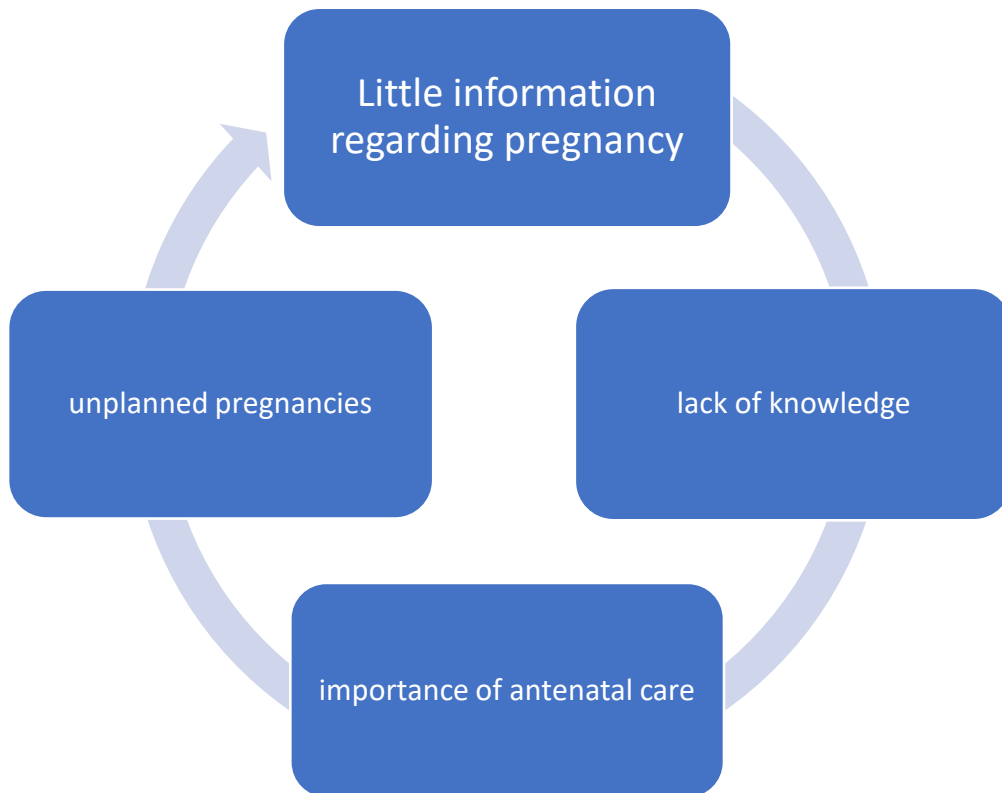 Little information
regarding pregnancy
unplanned pregnancies
lack of knowledge
importance of antenatal care